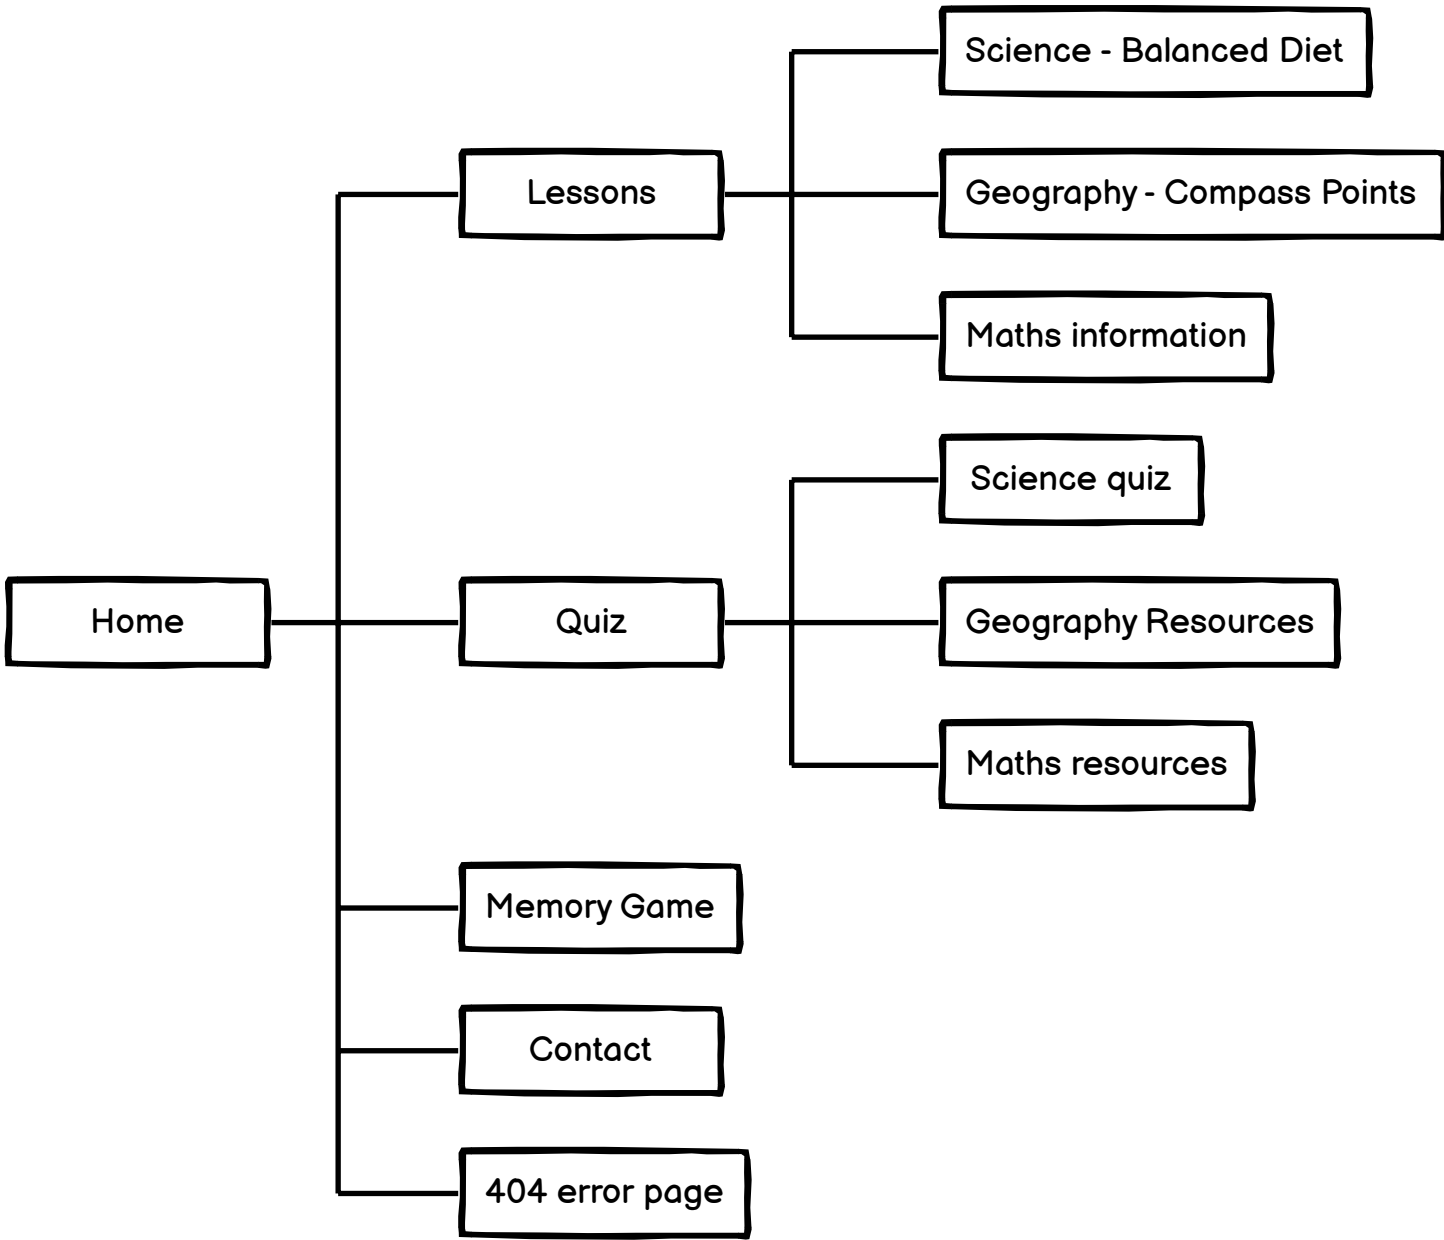 Home
Lessons
Science - Balanced Diet
Geography - Compass Points
Maths information
Quiz
Science quiz
Geography Resources
Maths resources
Memory Game
Contact
404 error page